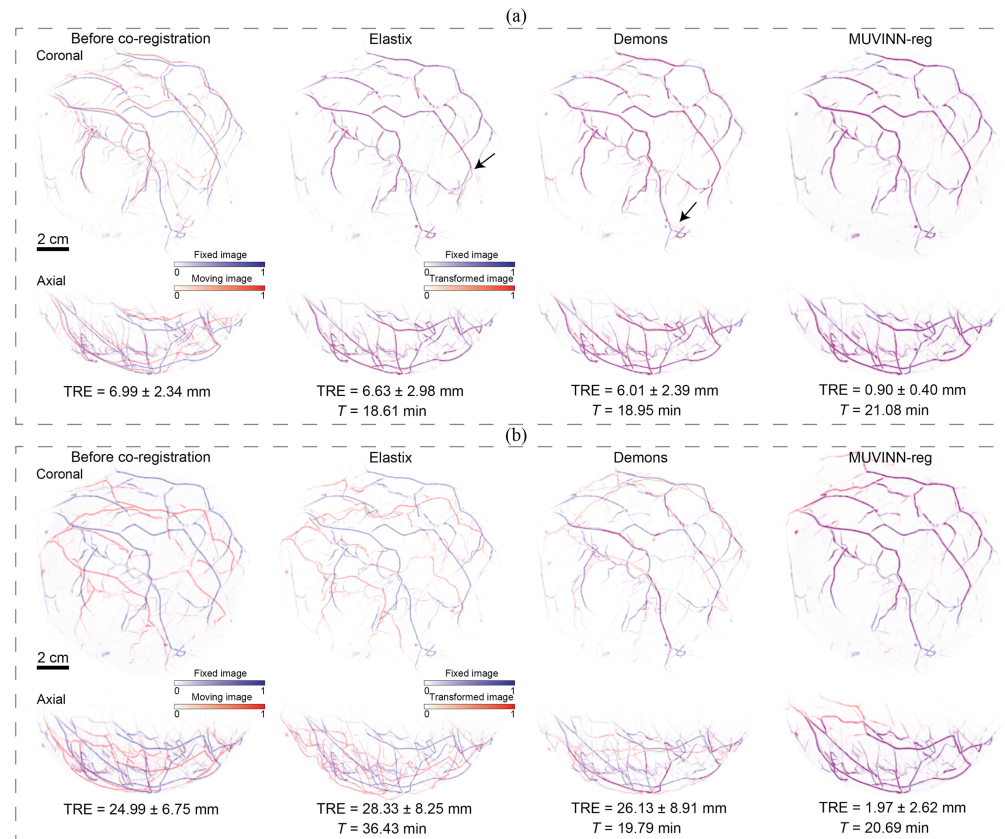 (a)
Before co-registration Elastix Demons MUVINN-reg
Coronal
2 cm
Fixed image Fixed image
0 1 0 1
Moving image Transformed image
0 1 0 1
Axial
TRE = 6.99 ± 2.34 mm TRE = 6.63 ± 2.98 mm TRE = 6.01 ± 2.39 mm TRE = 0.90 ± 0.40 mm
T = 18.61 min T = 18.95 min T = 21.08 min
(b)
Before co-registration Elastix Demons MUVINN-reg
Coronal
2 cm
Fixed image Fixed image
0 1 0 1
Moving image Transformed image
0 1 0 1
Axial
TRE = 24.99 ± 6.75 mm TRE = 28.33 ± 8.25 mm TRE = 26.13 ± 8.91 mm TRE = 1.97 ± 2.62 mm
T = 36.43 min T = 19.79 min T = 20.69 min